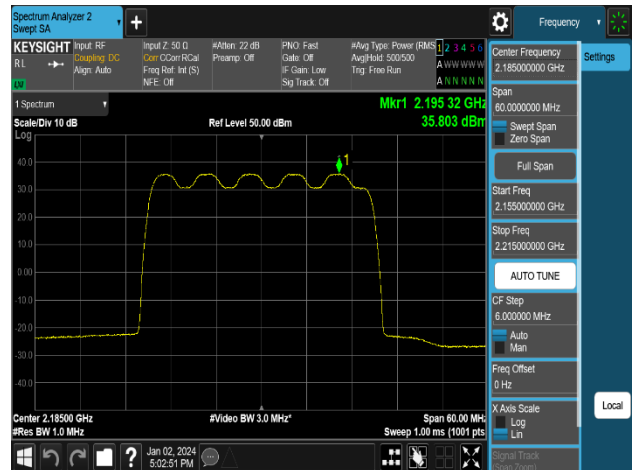 Spectrum Analyzer 2
Swept SA
Frequency
KEYSIGHT
RL
Input: RF
Coupling: DC
Align: Auto
Input Z: 50 Ω
Corr CCorr RCal
Freq Ref: Int (S)
NFE: Off
#Atten: 22 dB
Preamp: Off
PNO: Fast
Gate: Off
IF Gain: Low
Sig Track: Off
#Avg Type: Power (RMS
Avg|Hold: 500/500
Trig: Free Run
1 2 3 4 5 6
A W W W W W
A N N N N N
LM
1 Spectrum
Scale/Div 10 dB
Log
Ref Level 50.00 dBm
Mkr1 2.195 32 GHz
35.803 dBm
40.0
30.0
20.0
10.0
0.00
-10.0
-20.0
-30.0
-40.0
1
Center 2.18500 GHz
#Res BW 1.0 MHz
#Video BW 3.0 MHz*
Span 60.00 MHz
Sweep 1.00 ms (1001 pts
Jan 02, 2024
5:02:51 PM
?
Center Frequency
2.185000000 GHz
Span
60.0000000 MHz
Swept Span
Zero Span
Full Span
Start Freq
2.155000000 GHz
Stop Freq
2.215000000 GHz
AUTO TUNE
CF Step
6.000000 MHz
Auto
Man
Freq Offset
0 Hz
X Axis Scale
Log
Lin
Signal Track
(Span Zoom)
Settings
Local